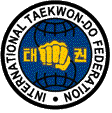 INTERNATIONAL TAEKWON-DO FEDERATION
태 권